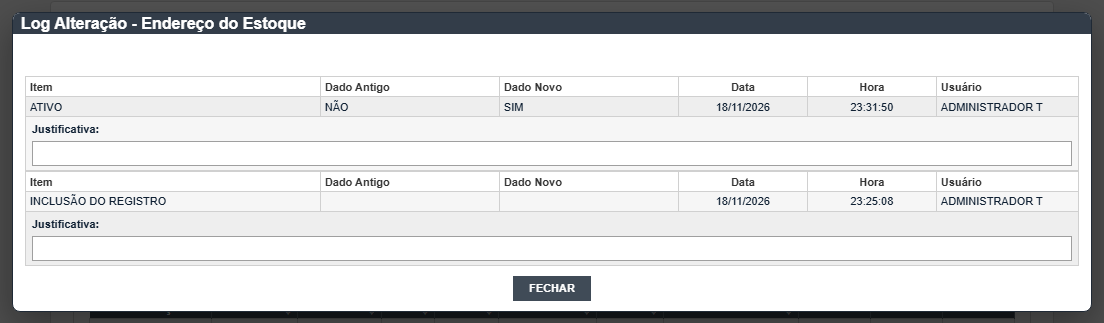 Log Alteração - Endereço do Estoque
Item Dado Antigo Dado Novo Data Hora Usuário
ATIVO NÃO SIM 18/11/2026 23:31:50 ADMINISTRADOR T
Justificativa:
Item Dado Antigo Dado Novo Data Hora Usuário
INCLUSÃO DO REGISTRO 18/11/2026 23:25:08 ADMINISTRADOR T
Justificativa:
FECHAR